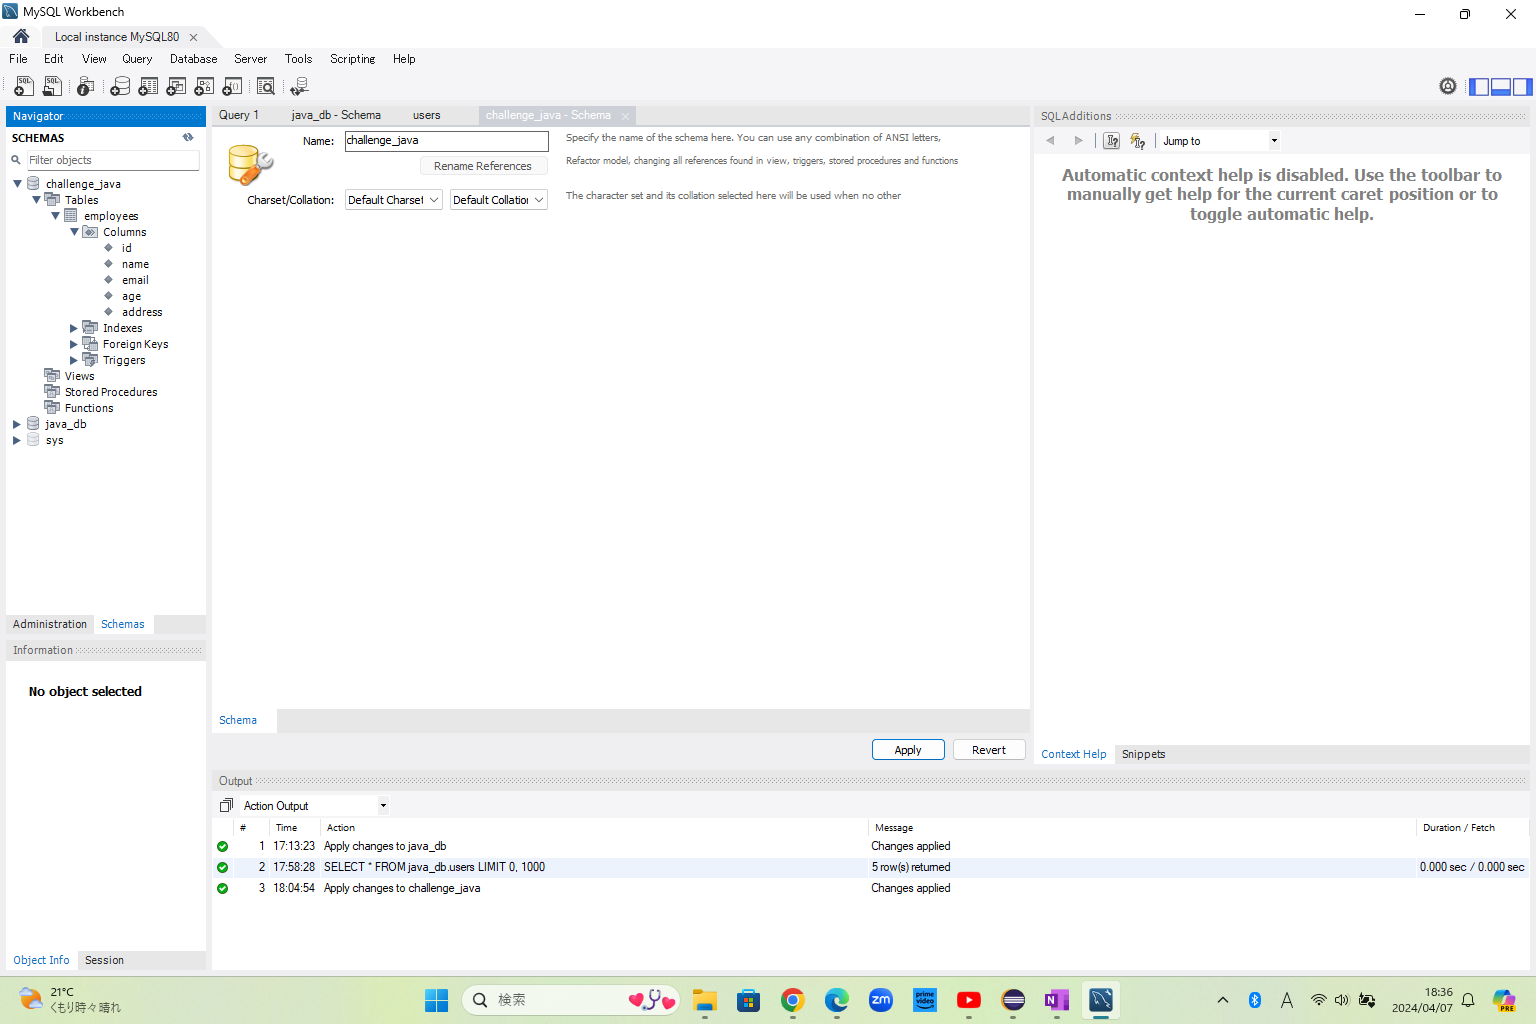 MySQL Workbench
Local instance MySQL80
File Edit View Query Database Server Tools Scripting Help
Navigator
SCHEMAS
Filter objects
challenge_java
Tables
employees
Columns
id
name
email
age
address
Indexes
Foreign Keys
Triggers
Views
Stored Procedures
Functions
java_db
sys
Administration Schemas
Information
No object selected
Object Info Session
Query 1 java_db - Schema users challenge_java - Schema
Name: challenge_java
Specify the name of the schema here. You can use any combination of ANSI letters,
Rename References
Refactor model, changing all references found in view, triggers, stored procedures and functions
Charset/Collation: Default Charset Default Collation
The character set and its collation selected here will be used when no other
Schema
Apply Revert
SQLAdditions
Jump to
Automatic context help is disabled. Use the toolbar to
manually get help for the current caret position or to
toggle automatic help.
Context Help Snippets
Output
Action Output
# Time Action Message Duration / Fetch
1 17:13:23 Apply changes to java_db Changes applied
2 17:58:28 SELECT * FROM java_db.users LIMIT 0, 1000 5 row(s) returned 0.000 sec / 0.000 sec
3 18:04:54 Apply changes to challenge_java Changes applied
21°C
くもり時々晴れ
検索
zm
prime
video
A
18:36
2024/04/07
PRE